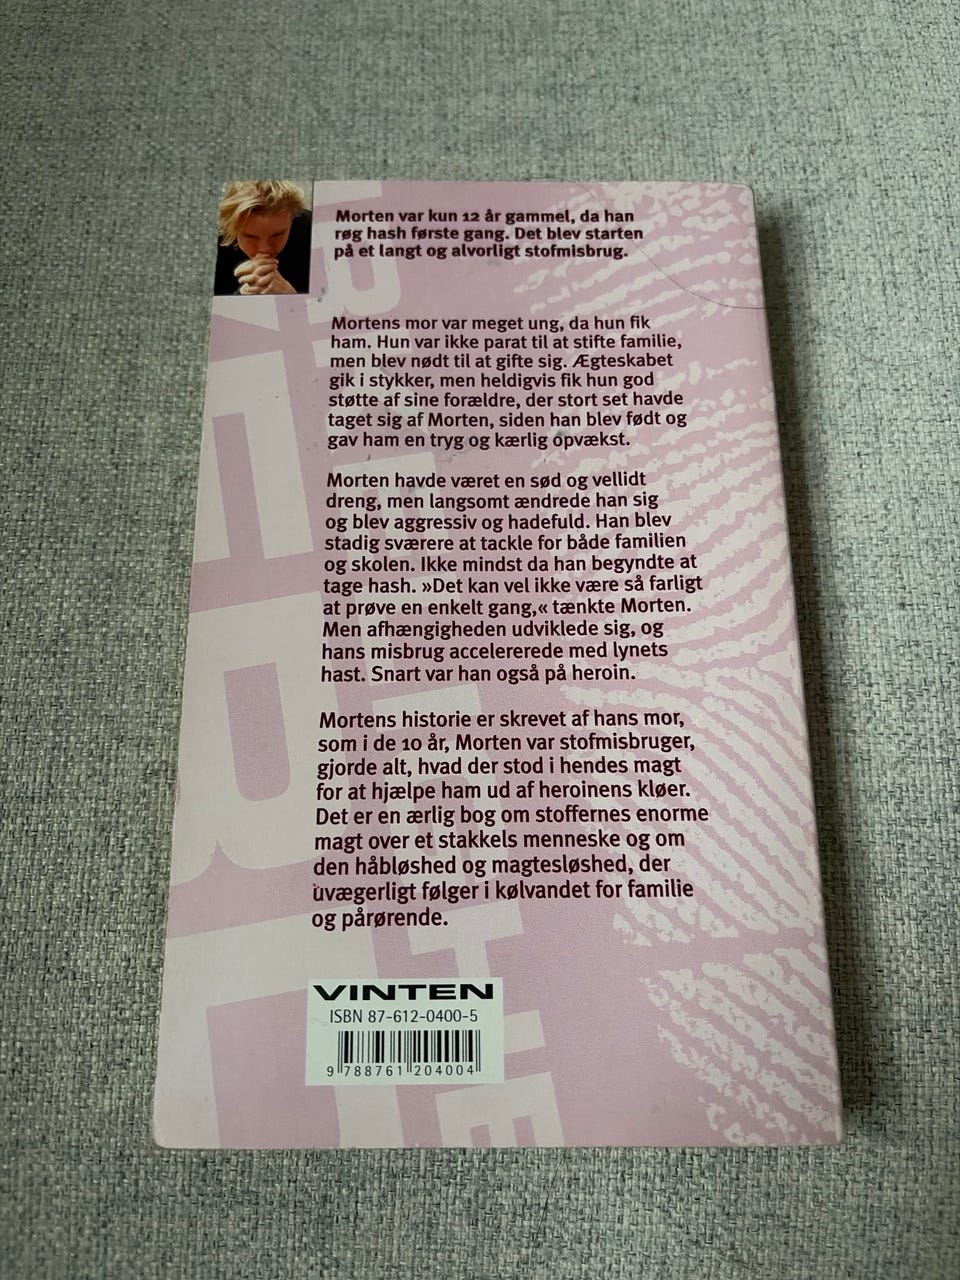 Morten var kun 12 år gammel, da han
røg hash første gang. Det blev starten
på et langt og alvorligt stofmisbrug.
Mortens mor var meget ung, da hun fik
ham. Hun var ikke parat til at stifte familie,
men blev nødt til at gifte sig. Ægteskabet
gik i stykker, men heldigvis fik hun god
støtte af sine forældre, der stort set havde
taget sig af Morten, siden han blev født og
gav ham en tryg og kærlig opvækst.
Morten havde været en sød og vellidt
dreng, men langsomt ændrede han sig
og blev aggressiv og hadefuld. Han blev
stadig sværere at tackle for både familien
og skolen. Ikke mindst da han begyndte at
tage hash. »Det kan vel ikke være så farligt
at prøve en enkelt gang,« tænkte Morten.
Men afhængigheden udviklede sig, og
hans misbrug accelererede med lynets
hast. Snart var han også på heroin.
Mortens historie er skrevet af hans mor,
som i de 10 år, Morten var stofmisbruger,
gjorde alt, hvad der stod i hendes magt
for at hjælpe ham ud af heroinens kløer.
Det er en ærlig bog om stoffernes enorme
magt over et stakkels menneske og om
den håbløshed og magtesløshed, der
uvægerligt følger i kølvandet for familie
og pårørende.
VINTEN
ISBN 87-612-0400-5
9 788761 204004